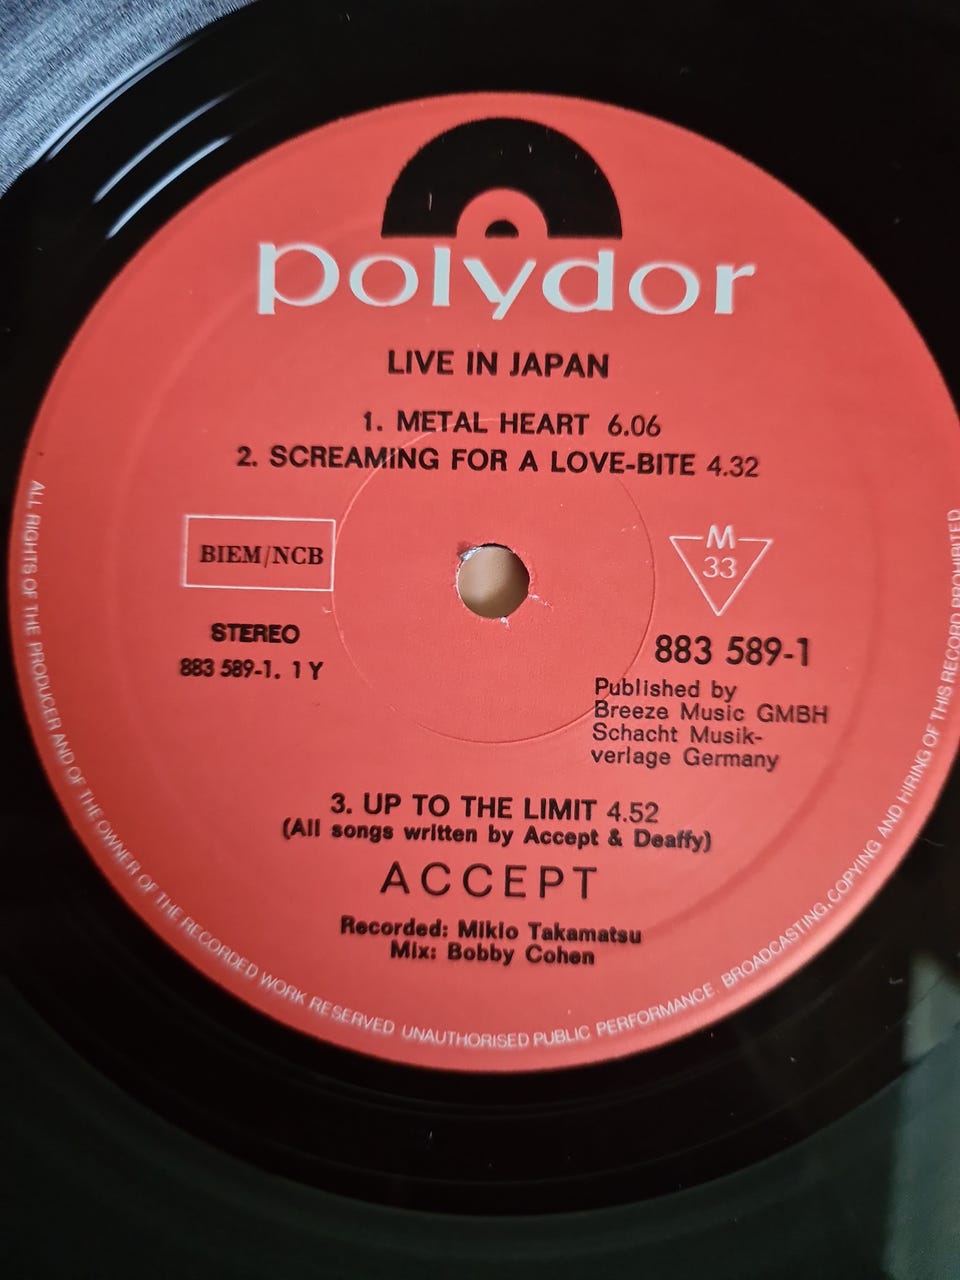 polydor
LIVE IN JAPAN
1. METAL HEART 6.06
2. SCREAMING FOR A LOVE-BITE 4.32
BIEM/NCB
STEREO
883 589-1. 1 Y
M
33
883 589-1
Published by
Breeze Music GMBH
Schacht Musik-
verlage Germany
3. UP TO THE LIMIT 4.52
(All songs written by Accept & Deaffy)
ACCEPT
Recorded: Mikio Takamatsu
Mix: Bobby Cohen
ALL RIGHTS OF THE PRODUCER AND OF THE OWNER OF THE RECORDED WORK RESERVED UNAUTHORISED PUBLIC PERFORMANCE. BROADCASTING, COPYING AND HIRING OF THIS RECORD PROHIBITED